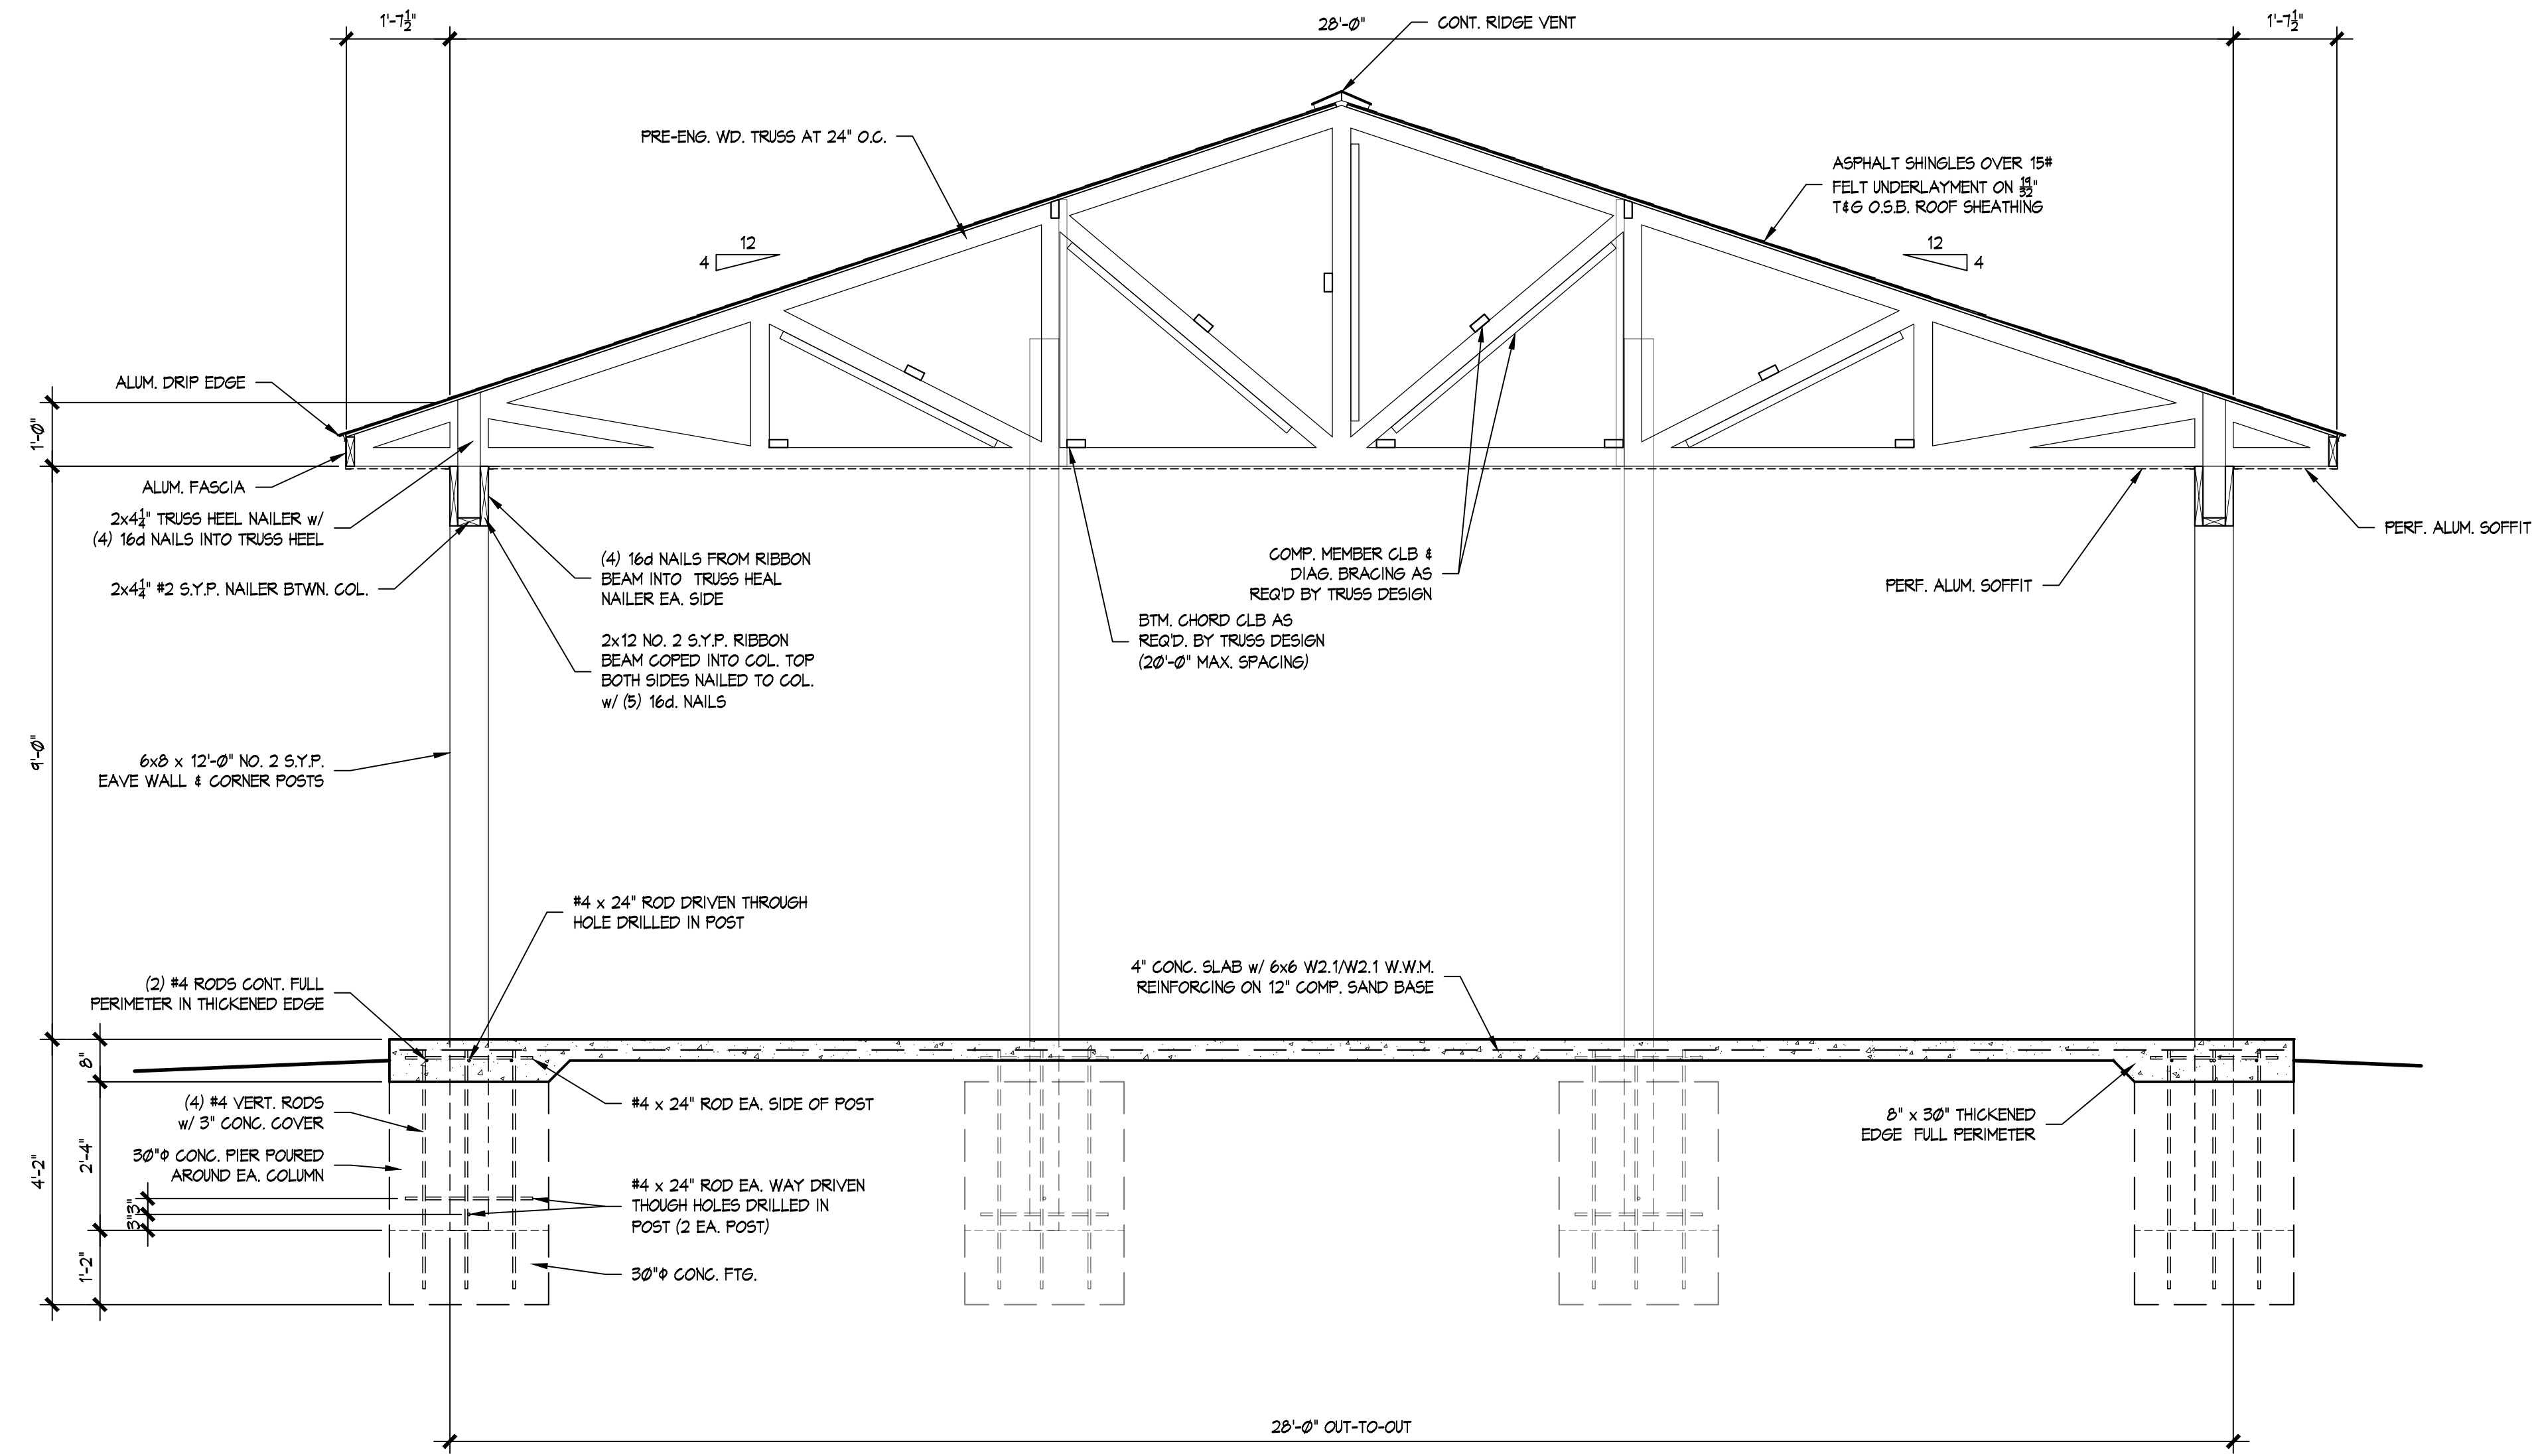 1'-7½"
28'-Ø"
CONT. RIDGE VENT
1'-7½"
PRE-ENG. WD. TRUSS AT 24" O.C.
ASPHALT SHINGLES OVER 15#
FELT UNDERLAYMENT ON 19/32"
T&G O.S.B. ROOF SHEATHING
12
4
12
4
ALUM. DRIP EDGE
1'-Ø"
ALUM. FASCIA
2x4¼" TRUSS HEEL NAILER w/
(4) 16d NAILS INTO TRUSS HEEL
2x4¼" #2 S.Y.P. NAILER BTWN. COL.
(4) 16d NAILS FROM RIBBON
BEAM INTO TRUSS HEAL
NAILER EA. SIDE
2x12 NO. 2 S.Y.P. RIBBON
BEAM COPED INTO COL. TOP
BOTH SIDES NAILED TO COL.
w/ (5) 16d. NAILS
COMP. MEMBER CLB &
DIAG. BRACING AS
REQ'D BY TRUSS DESIGN
BTM. CHORD CLB AS
REQ'D. BY TRUSS DESIGN
(2Ø'-Ø" MAX. SPACING)
PERF. ALUM. SOFFIT
PERF. ALUM. SOFFIT
9'-Ø"
6x8 x 12'-Ø" NO. 2 S.Y.P.
EAVE WALL & CORNER POSTS
#4 x 24" ROD DRIVEN THROUGH
HOLE DRILLED IN POST
(2) #4 RODS CONT. FULL
PERIMETER IN THICKENED EDGE
4" CONC. SLAB w/ 6x6 W2.1/W2.1 W.W.M.
REINFORCING ON 12" COMP. SAND BASE
8"
(4) #4 VERT. RODS
w/ 3" CONC. COVER
#4 x 24" ROD EA. SIDE OF POST
8" x 3Ø" THICKENED
EDGE FULL PERIMETER
4'-2"
2'-4"
3Ø"Φ CONC. PIER POURED
AROUND EA. COLUMN
3"
3"
#4 x 24" ROD EA. WAY DRIVEN
THOUGH HOLES DRILLED IN
POST (2 EA. POST)
1'-2"
3Ø"Φ CONC. FTG.
28'-Ø" OUT-TO-OUT